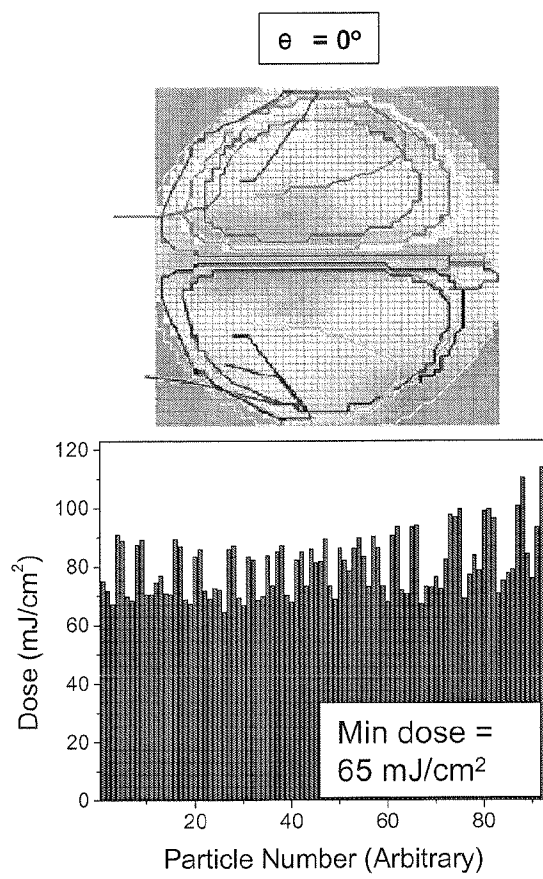 ɵ = 0°
120
100
80
60
40
20
0
Dose (mJ/cm²)
Min dose =
65 mJ/cm²
20 40 60 80
Particle Number (Arbitrary)